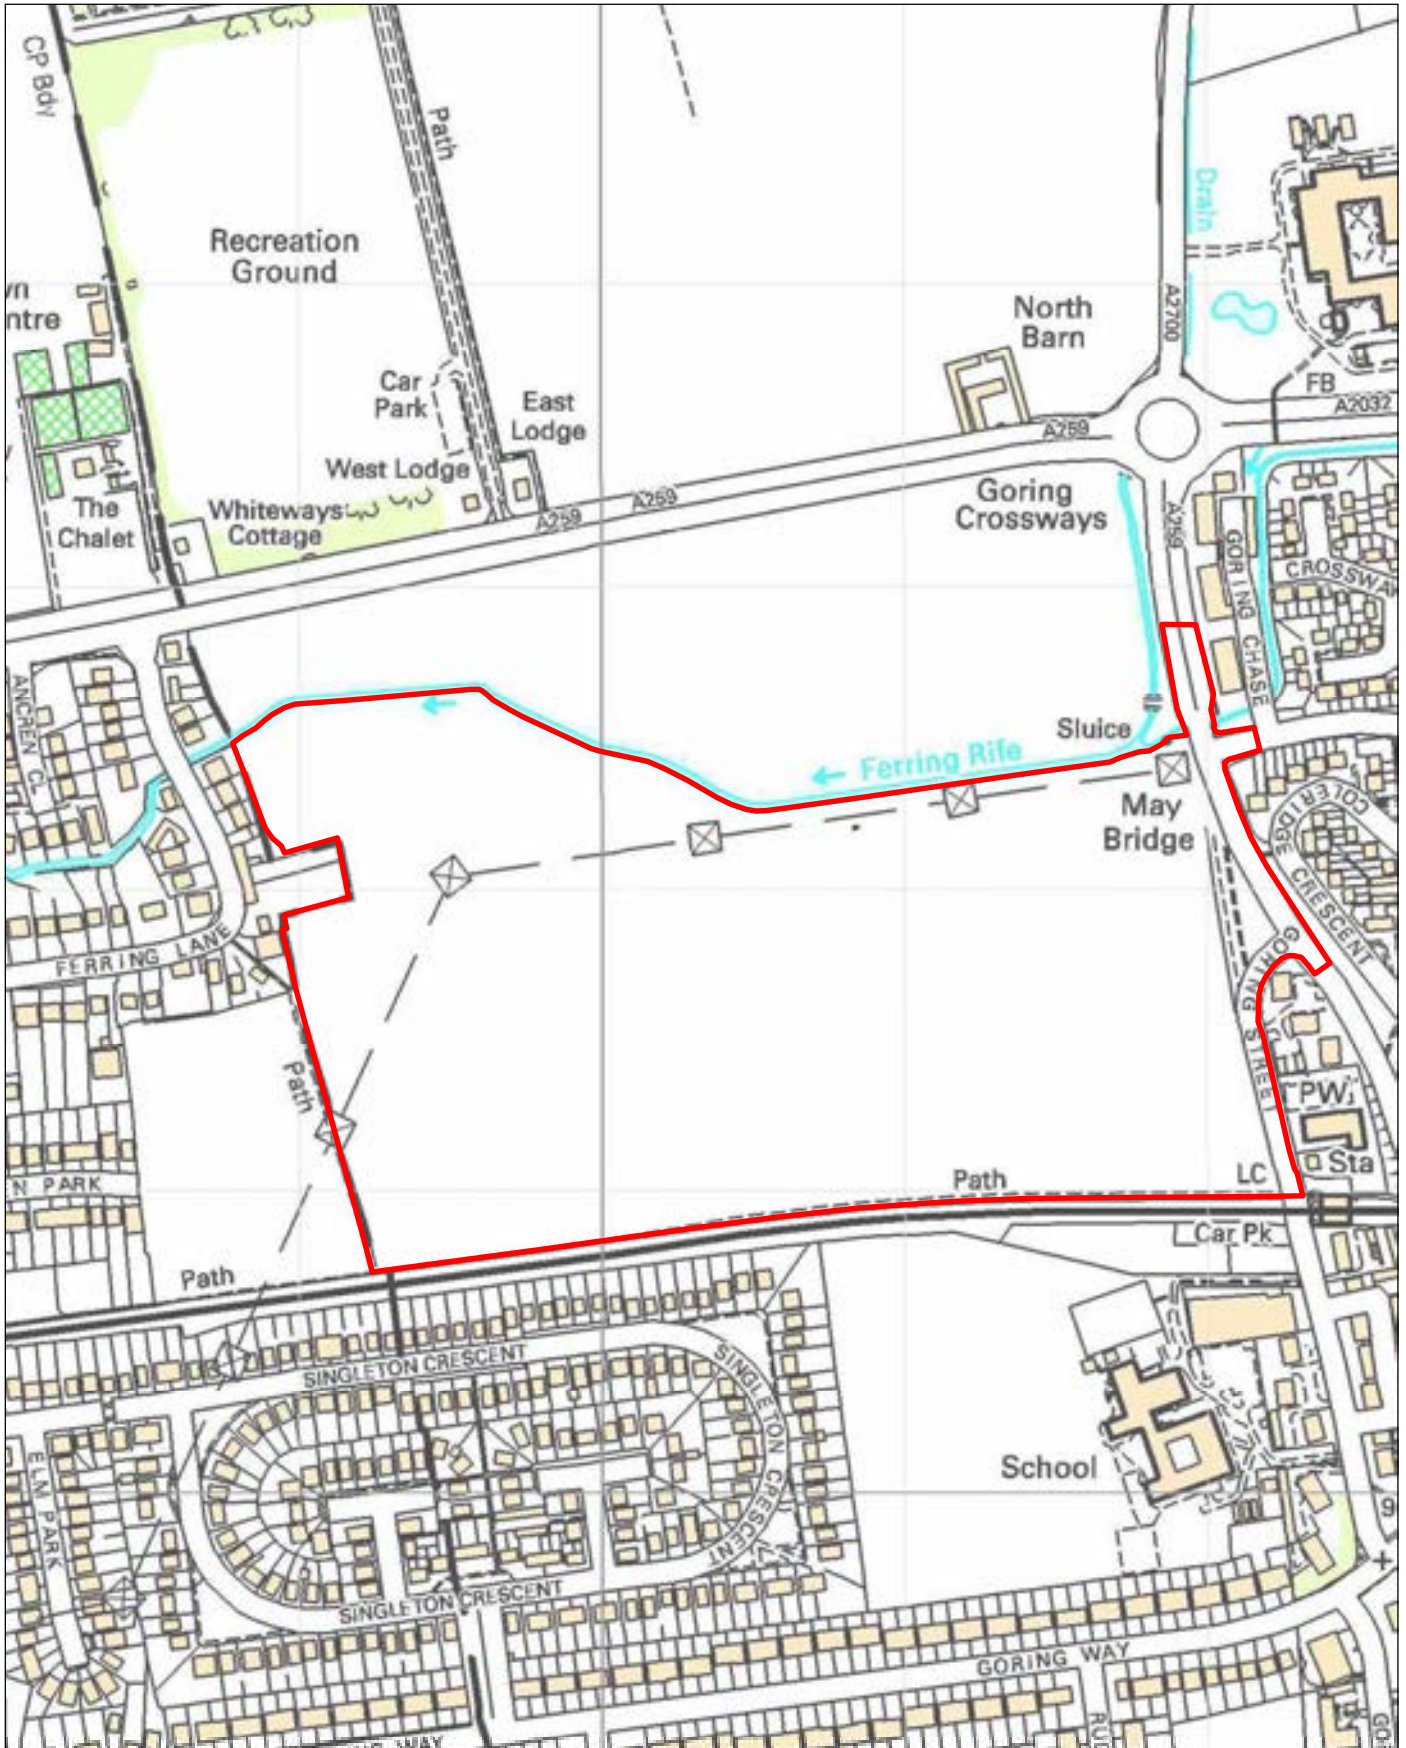 CP Bdy
Path
Drain
Recreation
Ground
A2700
North
Barn
Car
Park
East
Lodge
FB
A2032
A259
West Lodge
Whiteways
Cottage
A259
A259
The
Chalet
Goring
Crossways
A259
GORING CHASE
CROSSWA
ANCREN CL
Sluice
Ferring Rife
May
Bridge
COLERIDGE
CRESCENT
FERRING LANE
GORING STREET
Path
PW
Sta
N PARK
Path
LC
Car Pk
Path
SINGLETON CRESCENT
SINGLETON CRESCENT
School
ELM PARK
SINGLETON CRESCENT
GORING WAY
WAY